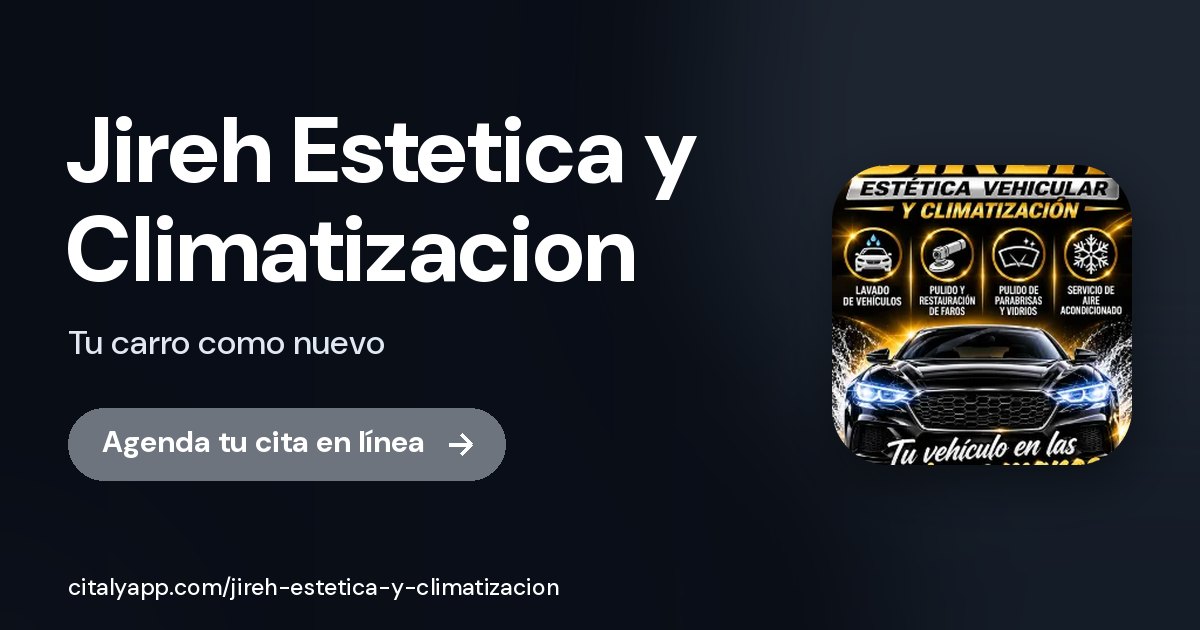 Jireh Estetica y
Climatizacion
Tu carro como nuevo
Agenda tu cita en línea
citalyapp.com/jireh-estetica-y-climatizacion
ESTÉTICA VEHICULAR
Y CLIMATIZACIÓN
LAVADO
DE VEHÍCULOS
PULIDO Y
RESTAURACIÓN
DE FAROS
PULIDO DE
PARABRISAS
Y VIDRIOS
SERVICIO DE
AIRE
ACONDICIONADO
Tu vehículo en las